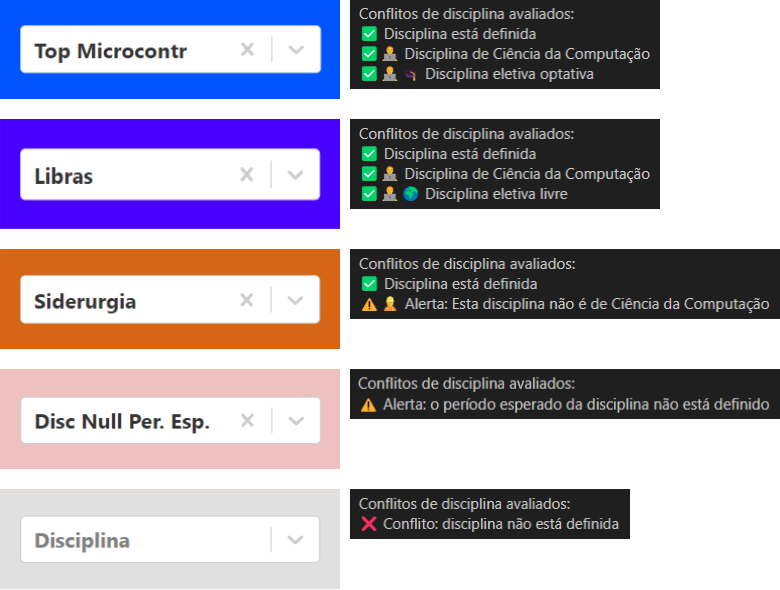 Top Microcontr
Conflitos de disciplina avaliados:
✅ Disciplina está definida
✅ 👨‍💻 Disciplina de Ciência da Computação
✅ 👨‍💻 🎓 Disciplina eletiva optativa
Libras
Conflitos de disciplina avaliados:
✅ Disciplina está definida
✅ 👨‍💻 Disciplina de Ciência da Computação
✅ 👨‍💻 🌎 Disciplina eletiva livre
Siderurgia
Conflitos de disciplina avaliados:
✅ Disciplina está definida
⚠️ 👷 Alerta: Esta disciplina não é de Ciência da Computação
Disc Null Per. Esp.
Conflitos de disciplina avaliados:
⚠️ Alerta: o período esperado da disciplina não está definido
Disciplina
Conflitos de disciplina avaliados:
❌ Conflito: disciplina não está definida